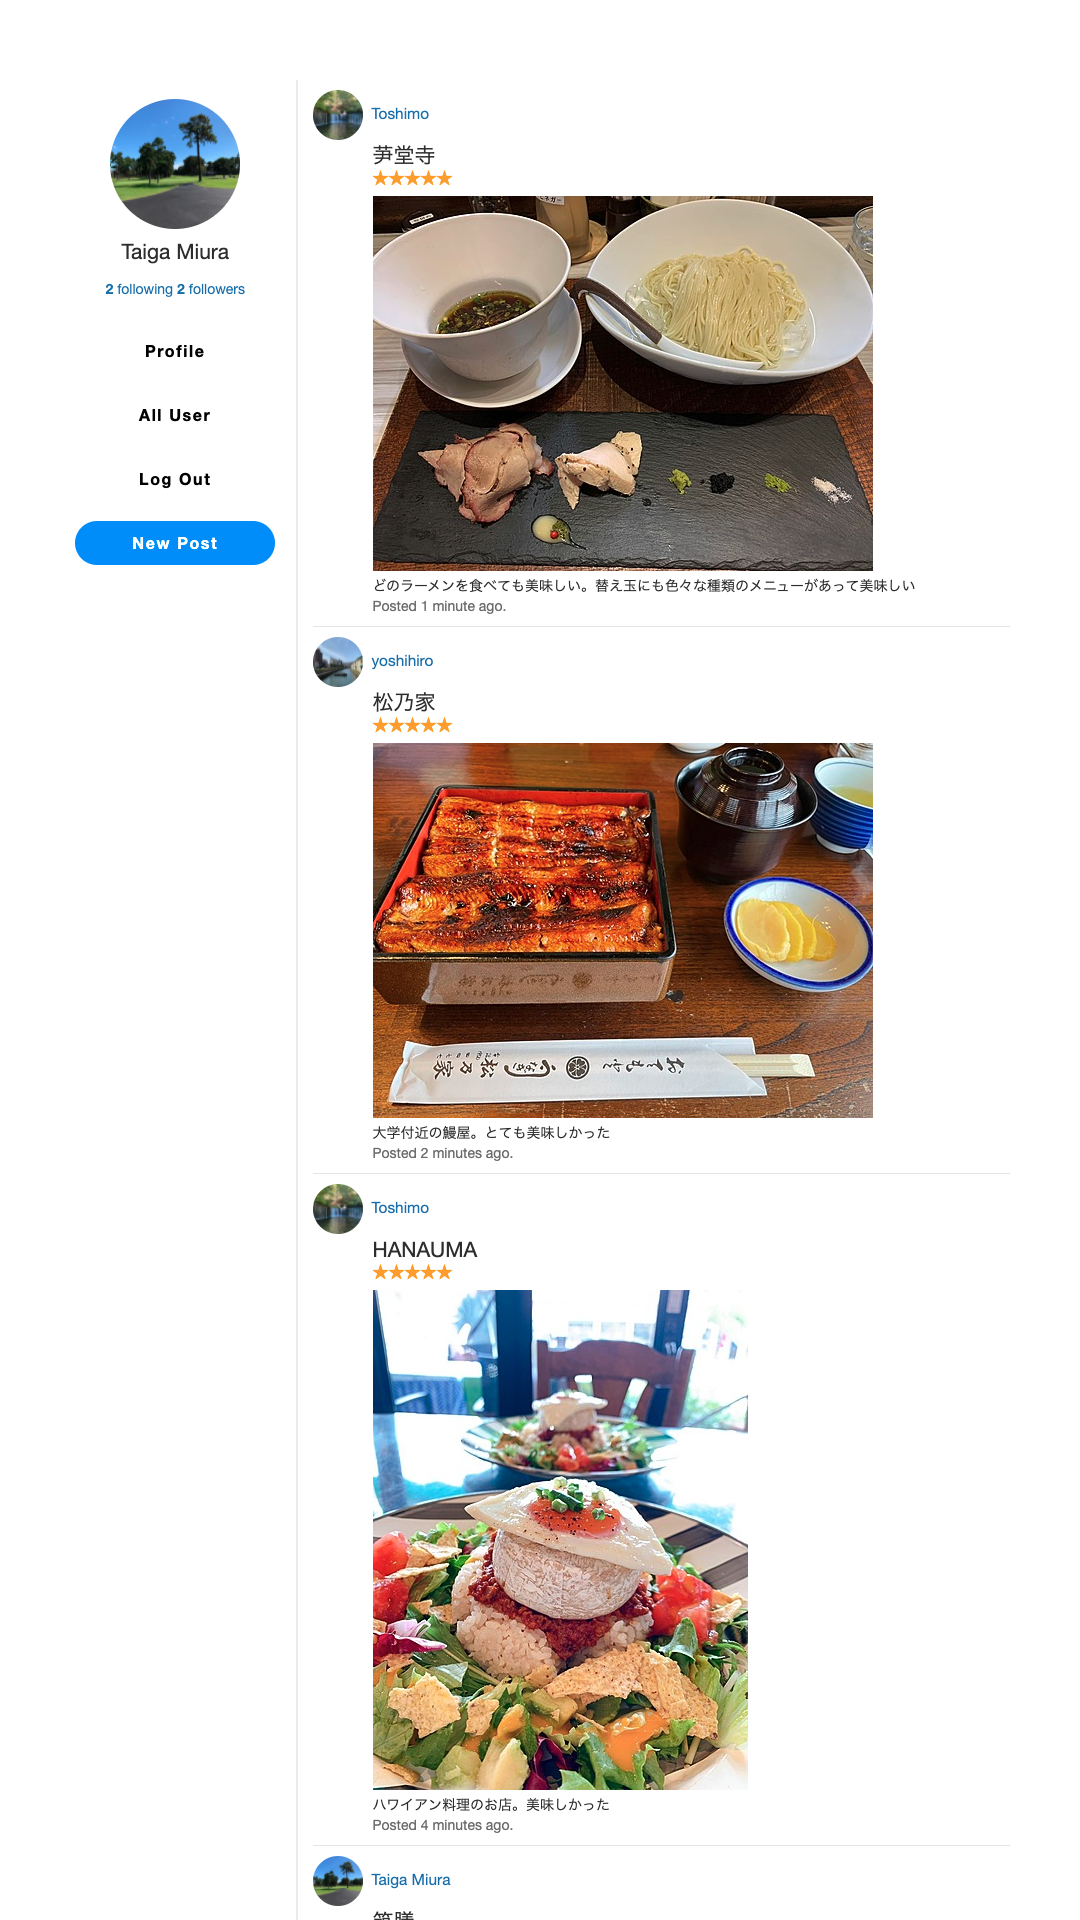 Taiga Miura
2 following 2 followers
Profile
All User
Log Out
New Post
Toshimo
茅堂寺
どのラーメンを食べても美味しい。替え玉にも色々な種類のメニューがあって美味しい
Posted 1 minute ago.
yoshihiro
松乃家
松乃家
大学付近の鰻屋。とても美味しかった
Posted 2 minutes ago.
Toshimo
HANAUMA
ハワイアン料理のお店。美味しかった
Posted 4 minutes ago.
Taiga Miura